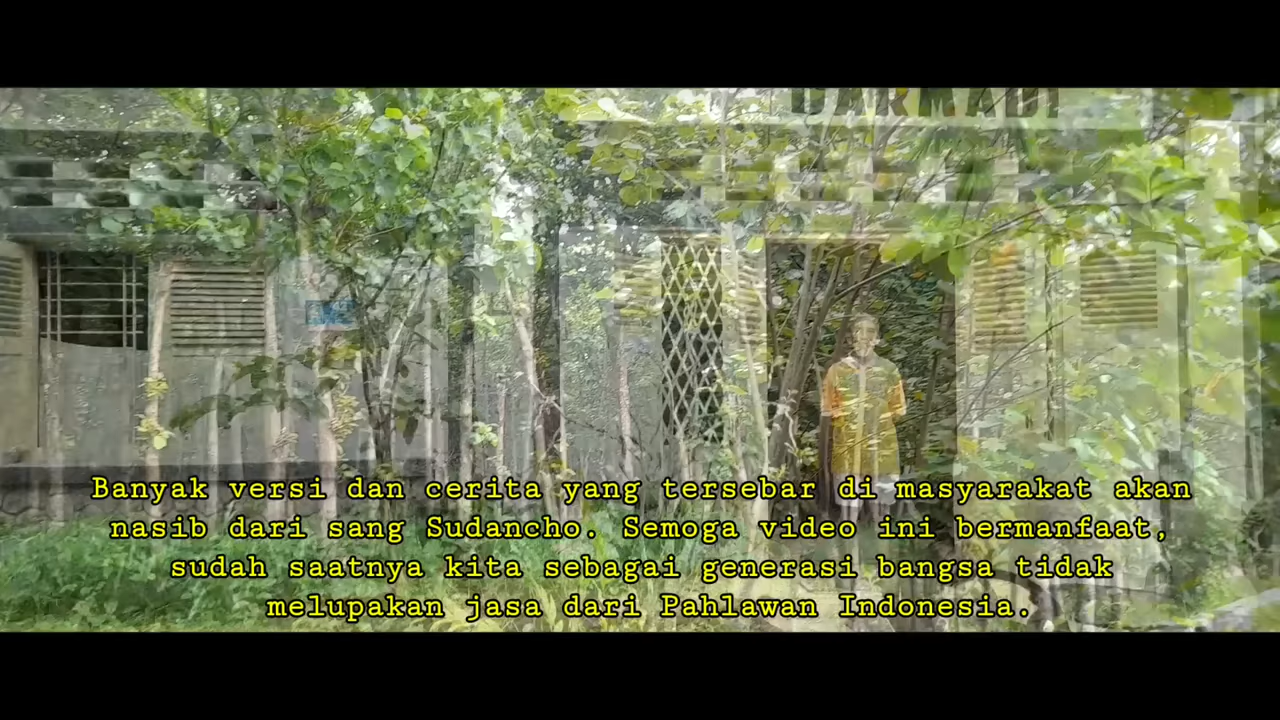 DARMADI
Banyak versi dan cerita yang tersebar di masyarakat akan
nasib dari sang Sudancho. Semoga video ini bermanfaat,
sudah saatnya kita sebagai generasi bangsa tidak
melupakan jasa dari Pahlawan Indonesia.